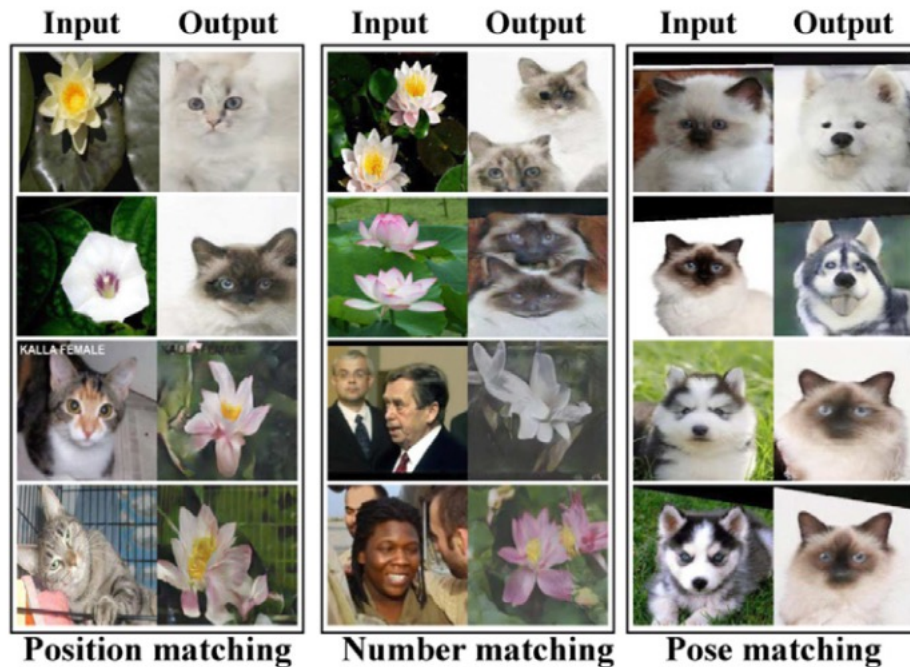 Input Output Input Output Input Output
KALLA FEMALE
Position matching Number matching Pose matching